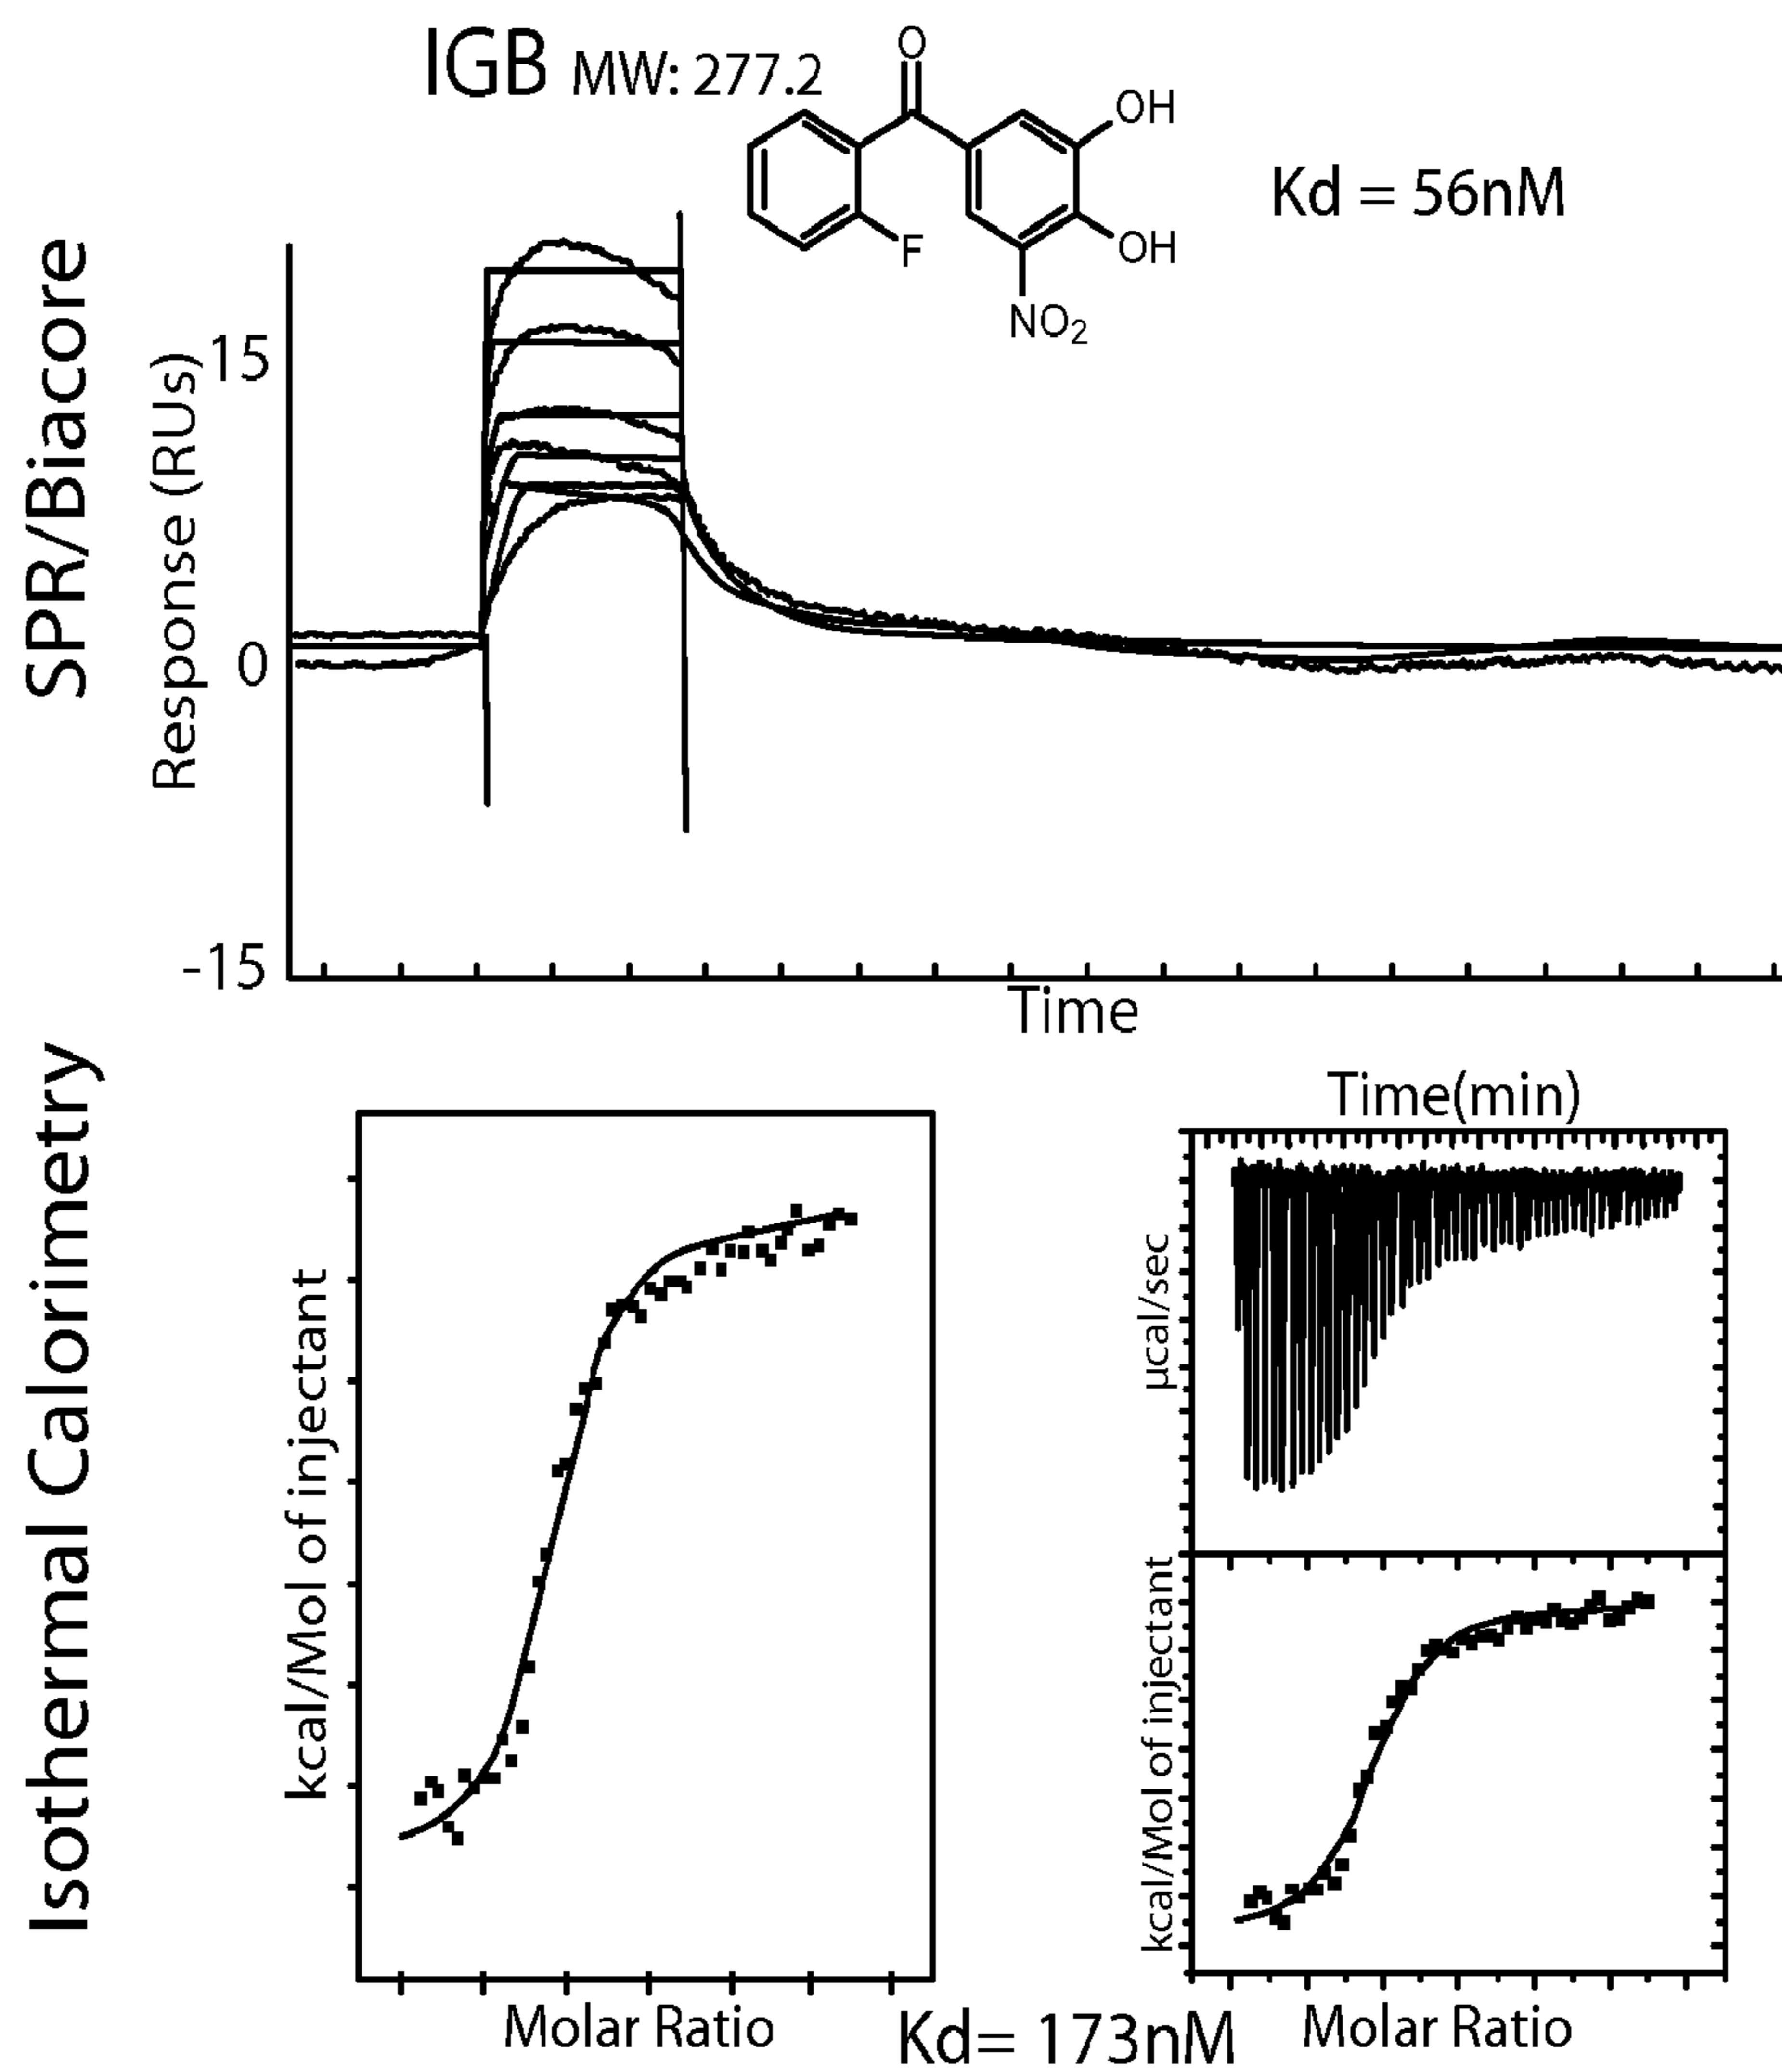 IGB MW: 277.2
O
OH
OH
F
NO2
Kd = 56nM
SPR/Biacore
Response (RUs)
15
0
-15
Time
Isothermal Calorimetry
kcal/Mol of injectant
Molar Ratio
Kd= 173nM
Time(min)
µcal/sec
kcal/Mol of injectant
Molar Ratio